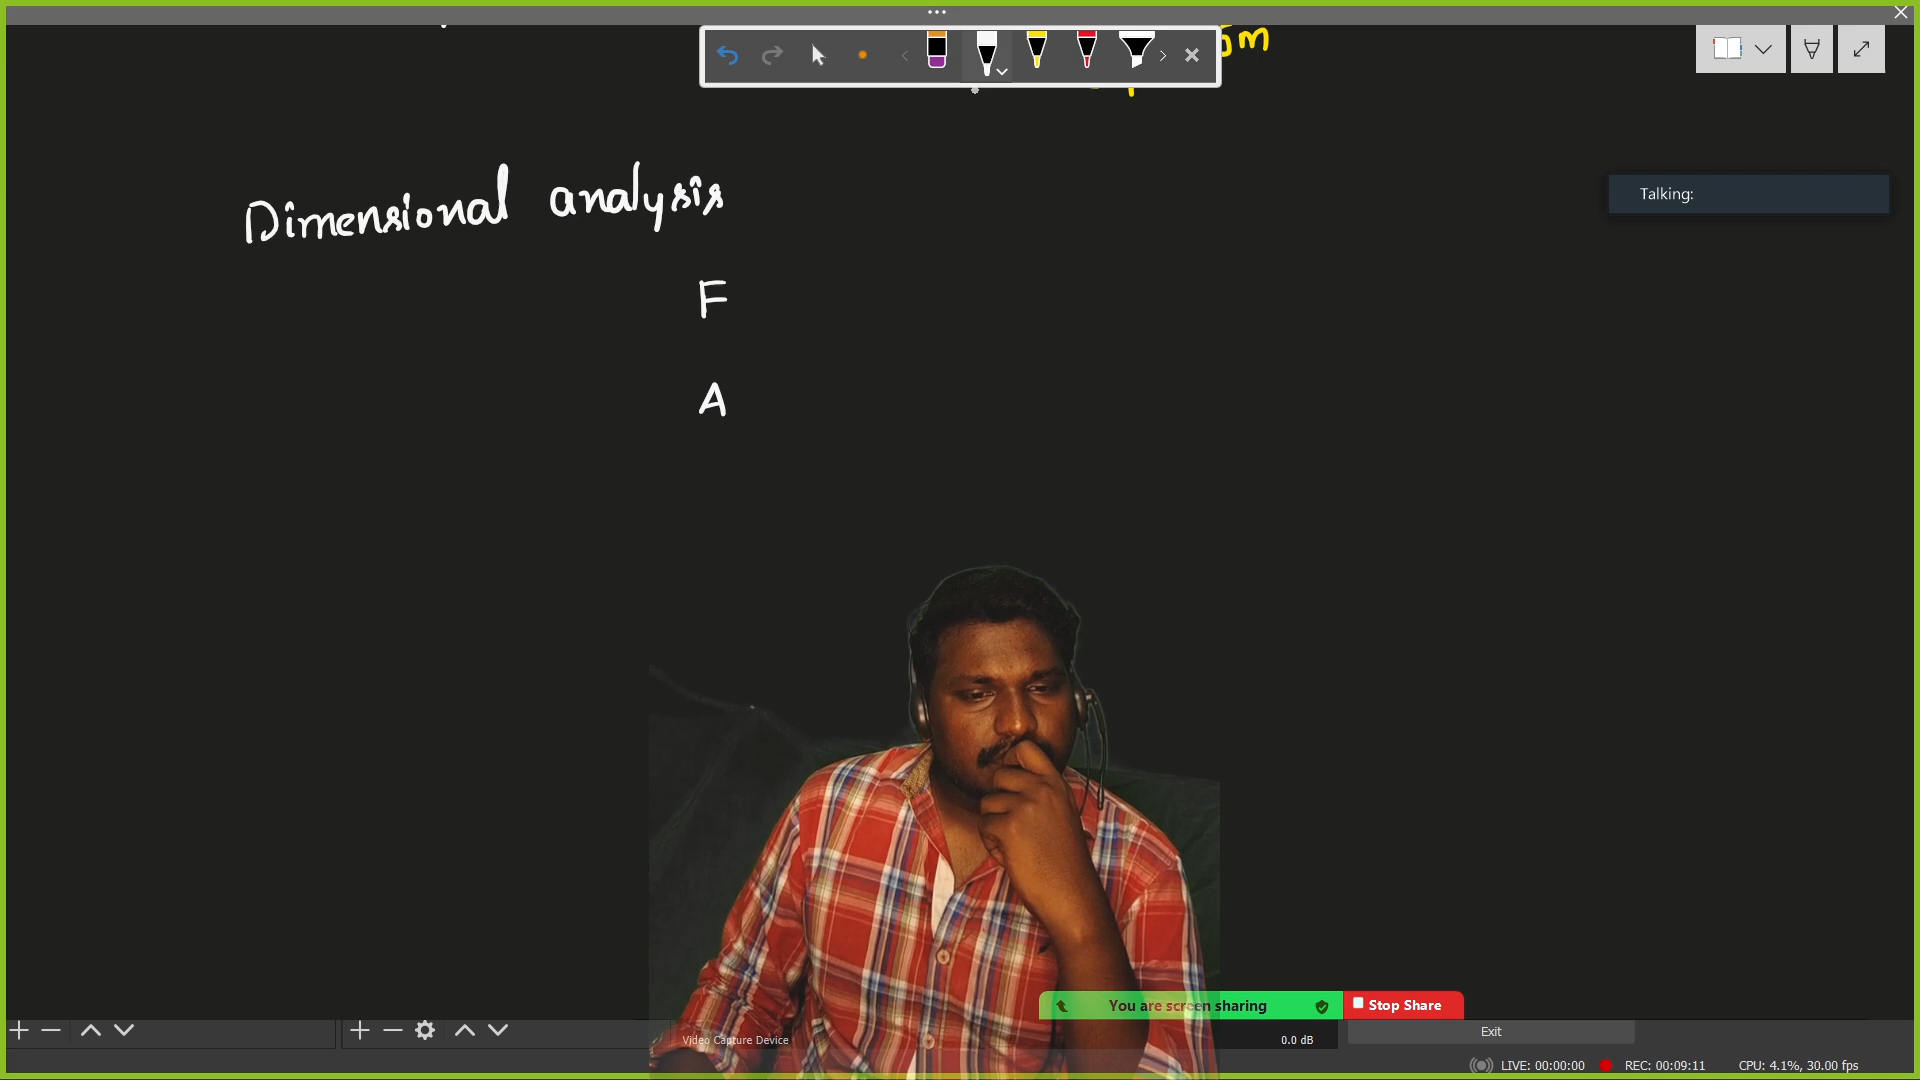 m
Talking:
Dimensional analysis
F
A
You are screen sharing
Stop Share
Exit
Video Capture Device 0.0 dB
LIVE: 00:00:00 REC: 00:09:11 CPU: 4.1%, 30.00 fps